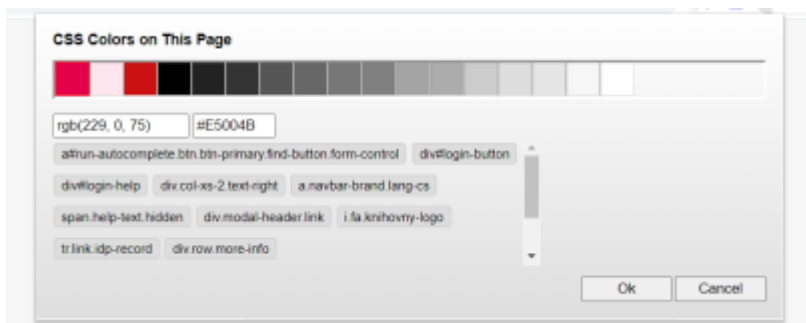 CSS Colors on This Page
rgb(229, 0, 75) #E5004B
a#run-autocomplete.btn.btn-primary.find-button.form-control div#login-button
div#login-help div.col-xs-2.text-right a.navbar-brand.lang-cs
span.help-text.hidden div.modal-header.link i.fa.knihovny-logo
tr.link.idp-record div.row.more-info
Ok Cancel